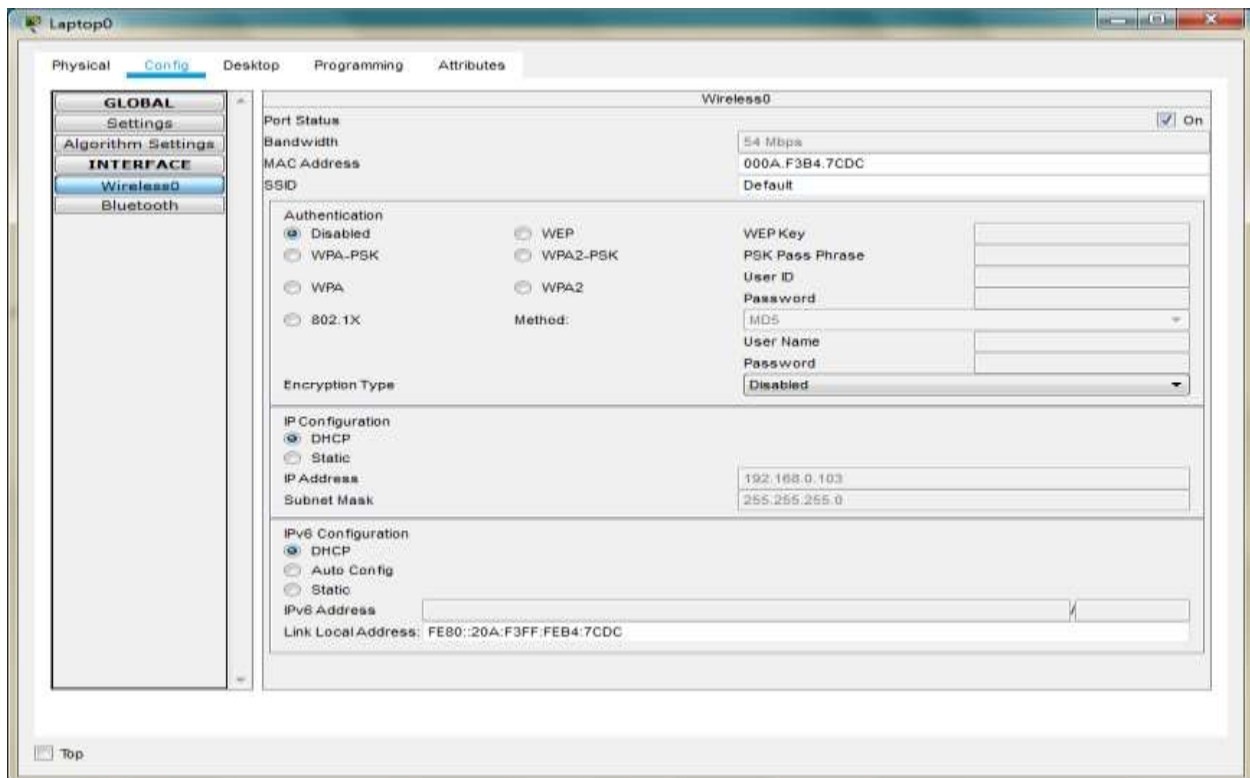 Laptop0
Physical Config Desktop Programming Attributes
GLOBAL
Settings
Algorithm Settings
INTERFACE
Wireless0
Bluetooth
Wireless0
Port Status On
Bandwidth 54 Mbps
MAC Address 000A.F3B4.7CDC
SSID Default
Authentication
Disabled WEP WEP Key
WPA-PSK WPA2-PSK PSK Pass Phrase
User ID
WPA WPA2
Password
802.1X Method: MD5
User Name
Password
Encryption Type Disabled
IP Configuration
DHCP
Static
IP Address 192.168.0.103
Subnet Mask 255.255.255.0
IPv6 Configuration
DHCP
Auto Config
Static
IPv6 Address /
Link Local Address: FE80::20A:F3FF:FEB4:7CDC
Top